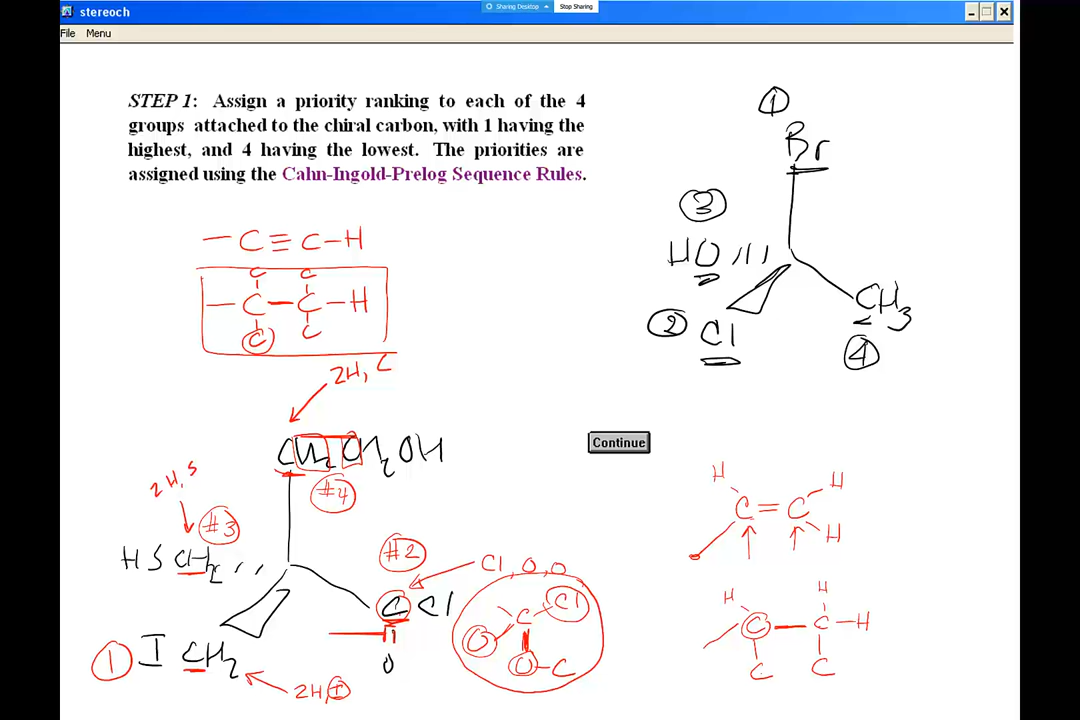 Sharing Desktop Stop Sharing
stereoch
File Menu
STEP 1: Assign a priority ranking to each of the 4
groups attached to the chiral carbon, with 1 having the
highest, and 4 having the lowest. The priorities are
assigned using the Cahn-Ingold-Prelog Sequence Rules.
1
Br
3
HO
2
Cl
CH3
4
— C ≡ C – H
C C
— C — C – H
C C
2H, C
CH2CH2OH
#4
2H, S
#3
HSCH2
#2
Cl, O, O
C Cl
O
C Cl
O
O – C
1
I CH2
2H, I
Continue
H H
C = C
H
H H
C — C – H
C C